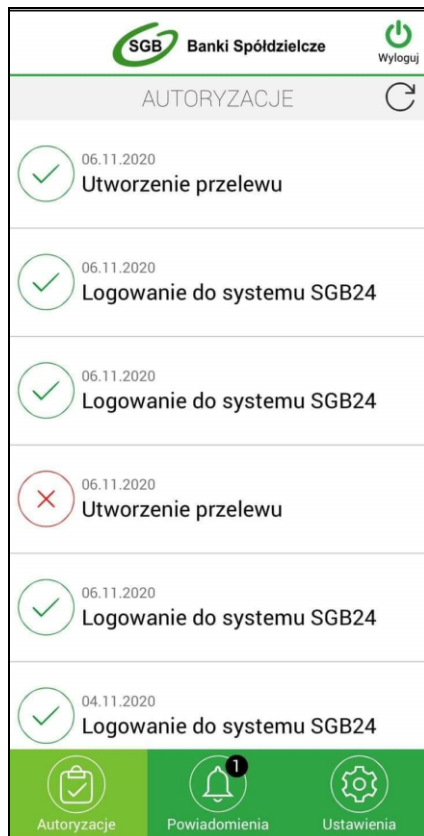 SGB Banki Spółdzielcze
Wyloguj
AUTORYZACJE
06.11.2020
Utworzenie przelewu
06.11.2020
Logowanie do systemu SGB24
06.11.2020
Logowanie do systemu SGB24
06.11.2020
Utworzenie przelewu
06.11.2020
Logowanie do systemu SGB24
04.11.2020
Logowanie do systemu SGB24
1
Autoryzacje Powiadomienia Ustawienia